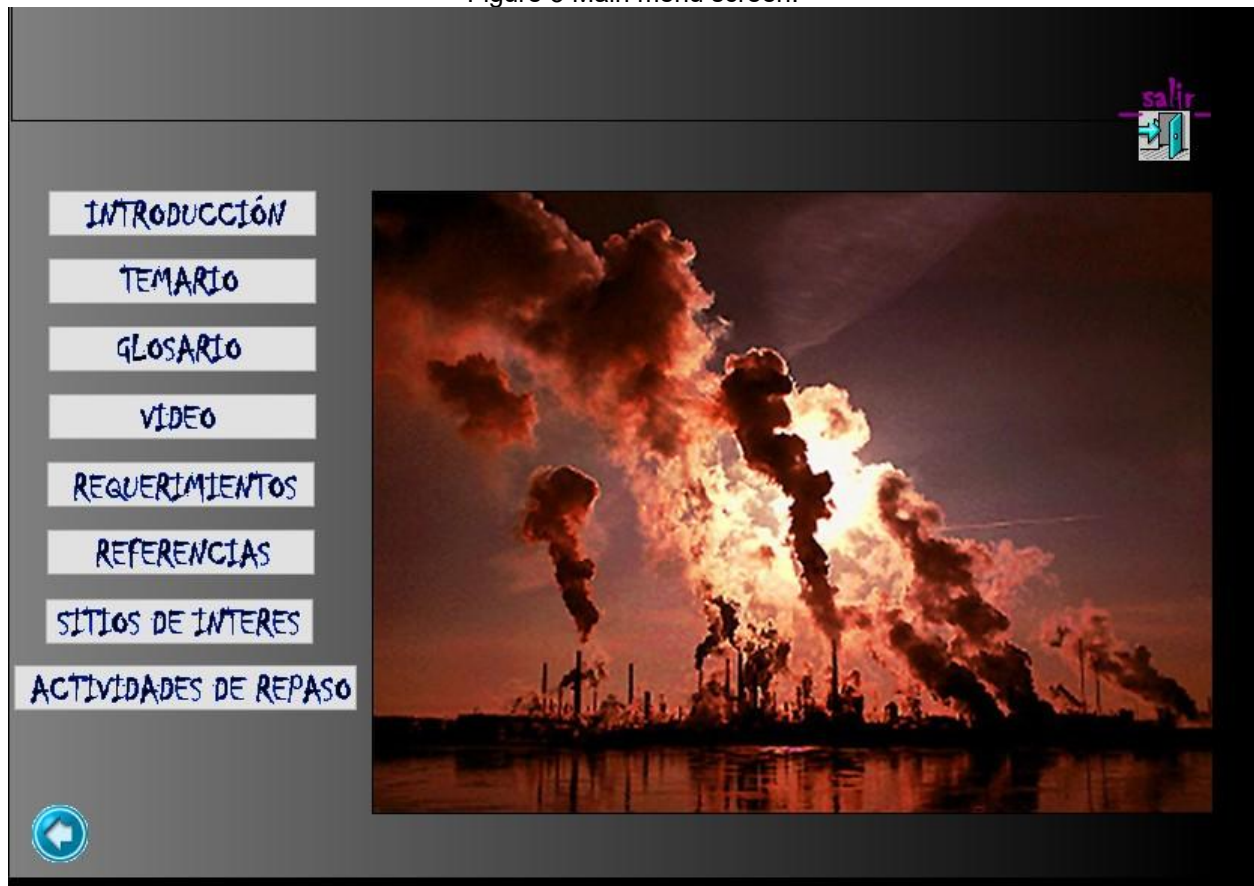 salir
INTRODUCCIÓN
TEMARIO
GLOSARIO
VIDEO
REQUERIMIENTOS
REFERENCIAS
SITIOS DE INTERES
ACTIVIDADES DE REPASO